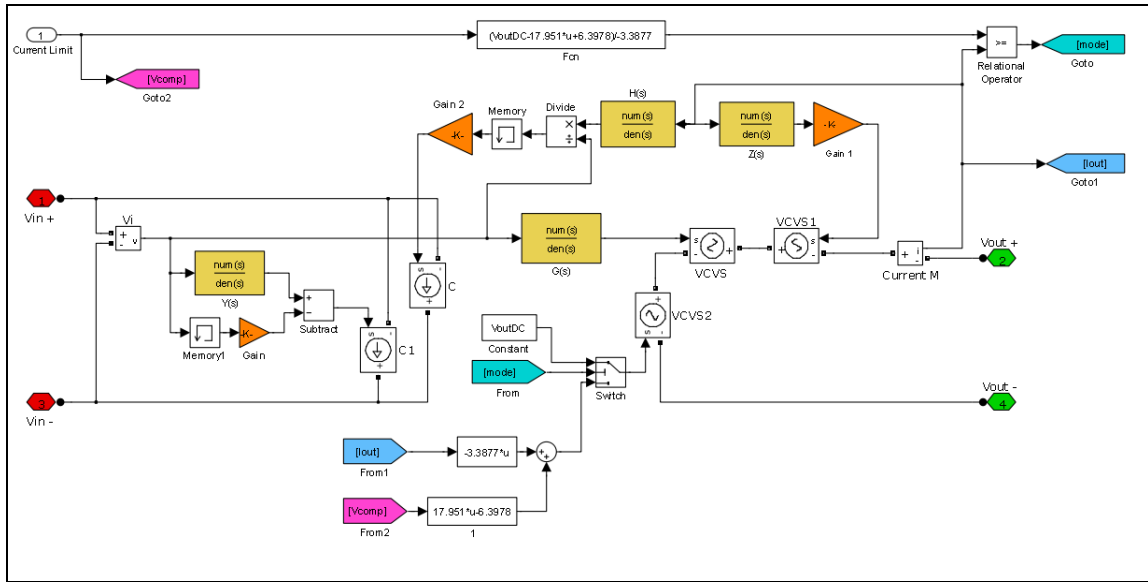 1
Current Limit
(VoutDC-17.951*u+6.3978)/-3.3877
Fcn
>=
Relational
Operator
[mode]
Goto
[Vcomp]
Goto2
Gain 2
-K-
Memory
Divide
×
÷
H(s)
num(s)
den(s)
num(s)
den(s)
Z(s)
-K-
Gain 1
[Iout]
Goto1
1
Vin +
Vi
+
-
v
num(s)
den(s)
Y(s)
Memory1
-K-
Gain
+
−
Subtract
s
-
+
C
s
-
+
C1
num(s)
den(s)
G(s)
s
-
+
VCVS
VCVS1
+
s
-
+
i
-
Current M
Vout +
2
+
s
-
VCVS2
VoutDC
Constant
[mode]
From
Switch
3
Vin -
Vout -
4
[Iout]
From1
-3.3877*u
+
+
[Vcomp]
From2
17.951*u-6.3978
1